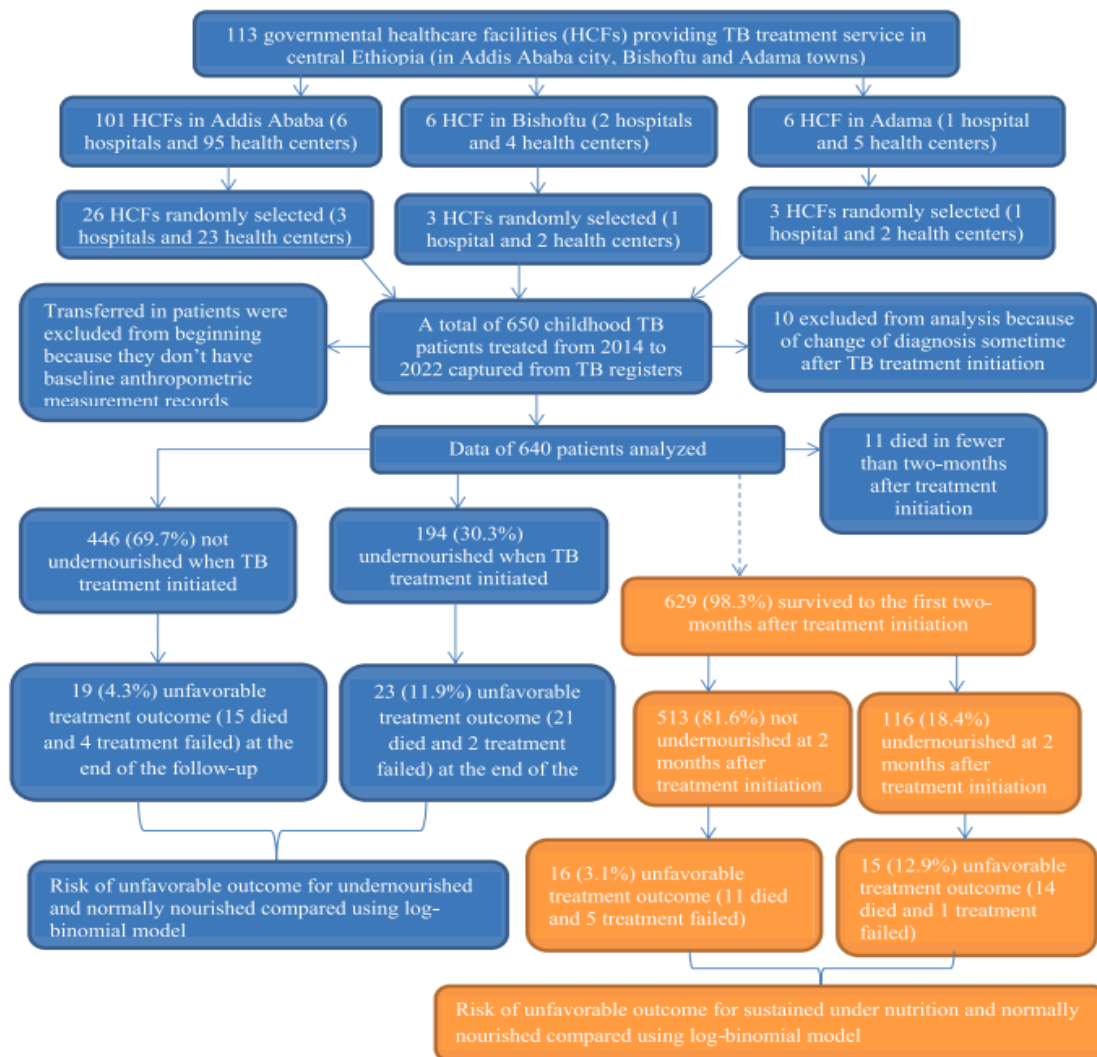 113 governmental healthcare facilities (HCFs) providing TB treatment service in
central Ethiopia (in Addis Ababa city, Bishoftu and Adama towns)
101 HCFs in Addis Ababa (6
hospitals and 95 health centers)
6 HCF in Bishoftu (2 hospitals
and 4 health centers)
6 HCF in Adama (1 hospital
and 5 health centers)
26 HCFs randomly selected (3
hospitals and 23 health centers)
3 HCFs randomly selected (1
hospital and 2 health centers)
3 HCFs randomly selected (1
hospital and 2 health centers)
Transferred in patients were
excluded from beginning
because they don’t have
baseline anthropometric
measurement records
A total of 650 childhood TB
patients treated from 2014 to
2022 captured from TB registers
10 excluded from analysis because
of change of diagnosis sometime
after TB treatment initiation
Data of 640 patients analyzed
11 died in fewer
than two-months
after treatment
initiation
446 (69.7%) not
undernourished when TB
treatment initiated
194 (30.3%)
undernourished when TB
treatment initiated
629 (98.3%) survived to the first two-
months after treatment initiation
19 (4.3%) unfavorable
treatment outcome (15 died
and 4 treatment failed) at the
end of the follow-up
23 (11.9%) unfavorable
treatment outcome (21
died and 2 treatment
failed) at the end of the
513 (81.6%) not
undernourished at 2
months after
treatment initiation
116 (18.4%)
undernourished at 2
months after
treatment initiation
Risk of unfavorable outcome for undernourished
and normally nourished compared using log-
binomial model
16 (3.1%) unfavorable
treatment outcome (11 died
and 5 treatment failed)
15 (12.9%) unfavorable
treatment outcome (14
died and 1 treatment
failed)
Risk of unfavorable outcome for sustained under nutrition and normally
nourished compared using log-binomial model